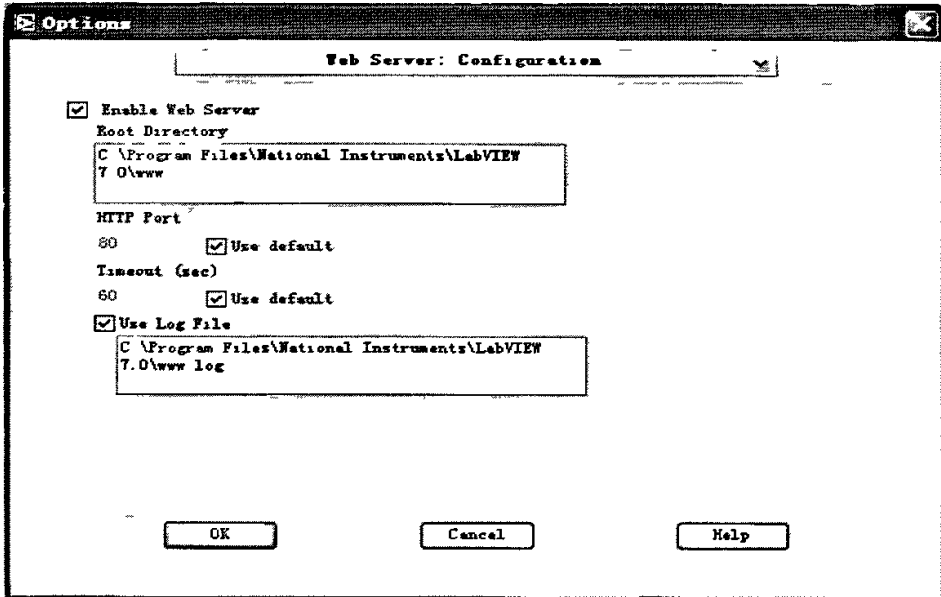 Options
Web Server: Configuration
Enable Web Server
Root Directory
C \Program Files\National Instruments\LabVIEW
7 0\www
HTTP Port
80 Use default
Timeout (sec)
60 Use default
Use Log File
C \Program Files\National Instruments\LabVIEW
7.0\www log
OK Cancel Help